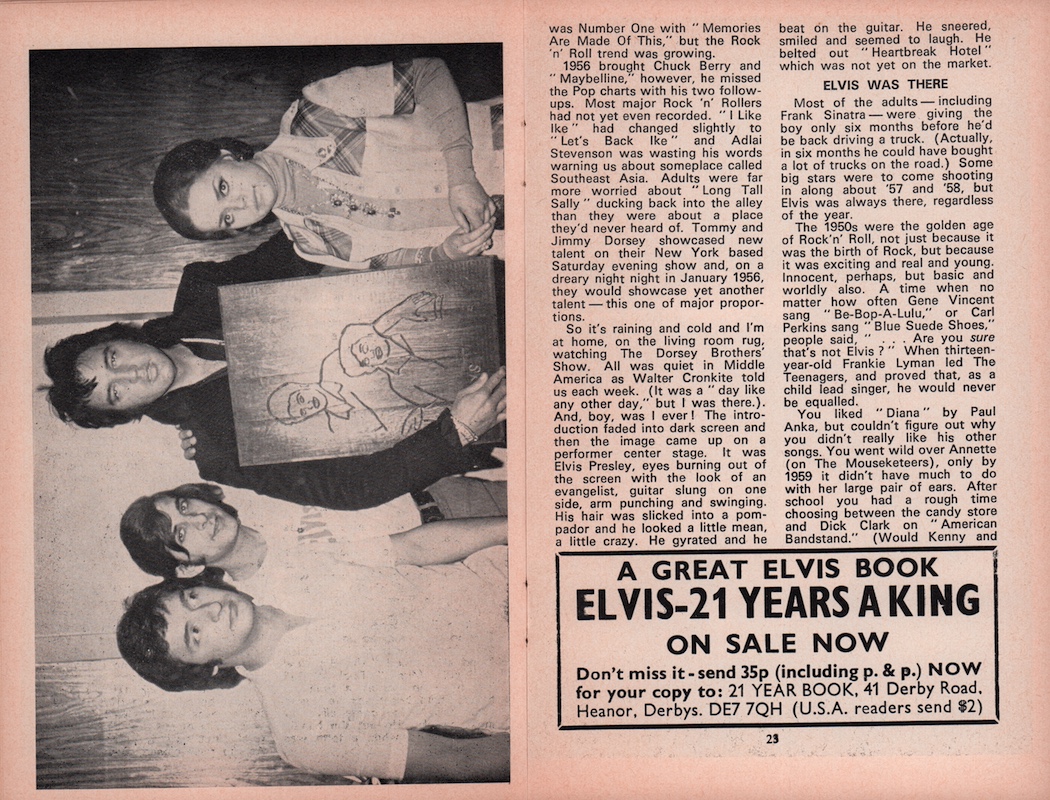 was Number One with "Memories
Are Made Of This," but the Rock
'n' Roll trend was growing.
1956 brought Chuck Berry and
"Maybelline," however, he missed
the Pop charts with his two follow-
ups. Most major Rock 'n' Rollers
had not yet even recorded. "I Like
Ike" had changed slightly to
"Let's Back Ike" and Adlai
Stevenson was wasting his words
warning us about someplace called
Southeast Asia. Adults were far
more worried about "Long Tall
Sally" ducking back into the alley
than they were about a place
they'd never heard of. Tommy and
Jimmy Dorsey showcased new
talent on their New York based
Saturday evening show and, on a
dreary night night in January 1956,
they would showcase yet another
talent — this one of major propor-
tions.
So it's raining and cold and I'm
at home, on the living room rug,
watching The Dorsey Brothers'
Show. All was quiet in Middle
America as Walter Cronkite told
us each week. (It was a "day like
any other day," but I was there.).
And, boy, was I ever! The intro-
duction faded into dark screen and
then the image came up on a
performer center stage. It was
Elvis Presley, eyes burning out of
the screen with the look of an
evangelist, guitar slung on one
side, arm punching and swinging.
His hair was slicked into a pom-
pador and he looked a little mean,
a little crazy. He gyrated and he
beat on the guitar. He sneered,
smiled and seemed to laugh. He
belted out "Heartbreak Hotel"
which was not yet on the market.
ELVIS WAS THERE
Most of the adults — including
Frank Sinatra — were giving the
boy only six months before he'd
be back driving a truck. (Actually,
in six months he could have bought
a lot of trucks on the road.) Some
big stars were to come shooting
in along about '57 and '58, but
Elvis was always there, regardless
of the year.
The 1950s were the golden age
of Rock'n' Roll, not just because it
was the birth of Rock, but because
it was exciting and real and young.
Innocent, perhaps, but basic and
worldly also. A time when no
matter how often Gene Vincent
sang "Be-Bop-A-Lulu," or Carl
Perkins sang "Blue Suede Shoes,"
people said, " . . . Are you sure
that's not Elvis?" When thirteen-
year-old Frankie Lyman led The
Teenagers, and proved that, as a
child lead singer, he would never
be equalled.
You liked "Diana" by Paul
Anka, but couldn't figure out why
you didn't really like his other
songs. You went wild over Annette
(on The Mouseketeers), only by
1959 it didn't have much to do
with her large pair of ears. After
school you had a rough time
choosing between the candy store
and Dick Clark on "American
Bandstand." (Would Kenny and
A GREAT ELVIS BOOK
ELVIS-21 YEARS A KING
ON SALE NOW
Don't miss it - send 35p (including p. & p.) NOW
for your copy to: 21 YEAR BOOK, 41 Derby Road,
Heanor, Derbys. DE7 7QH (U.S.A. readers send $2)
23